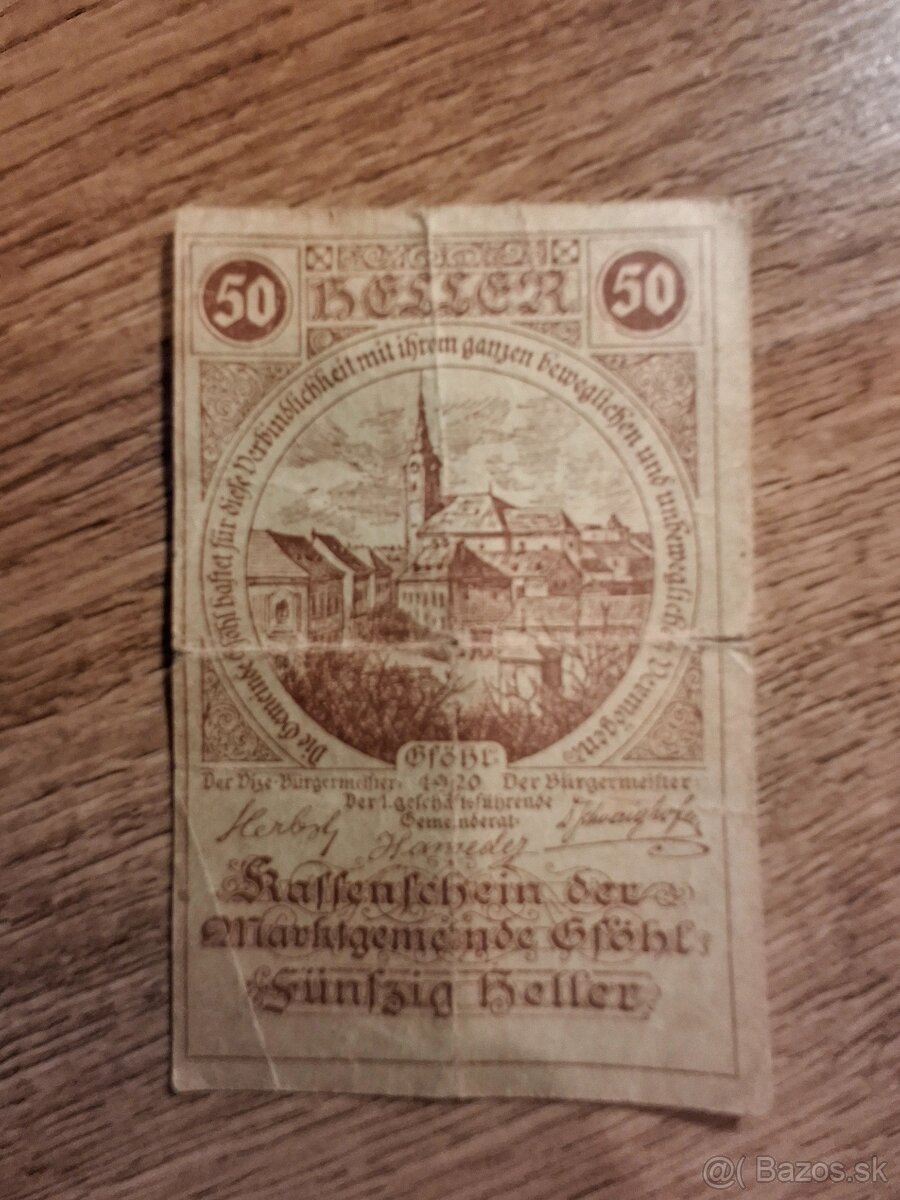 50 HELLER 50
Die Gemeinde Gföhl haftet für diese Verbindlichkeit mit ihrem ganzen beweglichen und unbeweglich. Vermögen
Gföhl
Der Vize-Bürgermeister 1920 Der Bürgermeister
Der 1. geschäftsführende
Gemeinderat
Kassenschein der
Marktgemeinde Gföhl
Fünfzig Heller
@( Bazos.sk